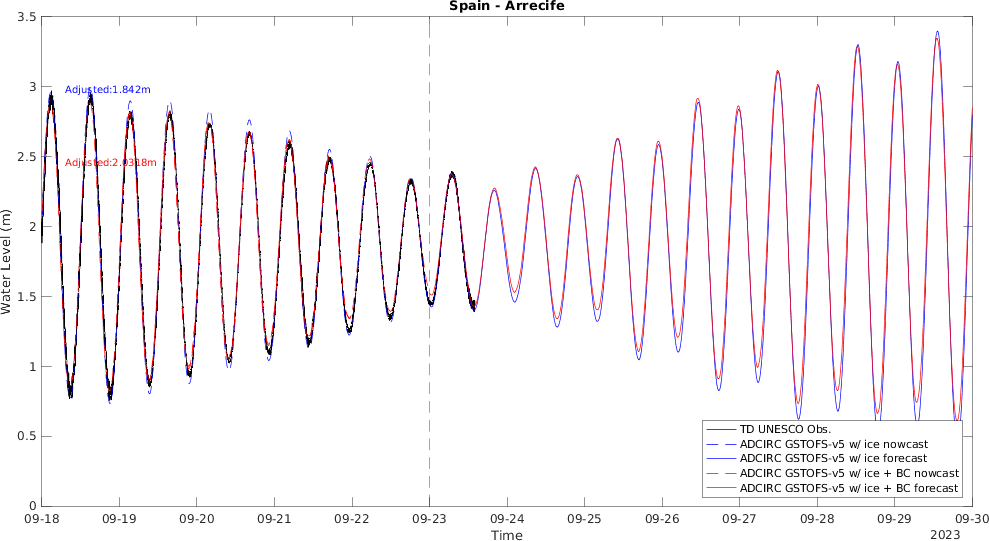 Spain - Arrecife
3.5
3
2.5
2
1.5
1
0.5
0
Water Level (m)
Adjusted:1.842m
Adjusted:2.0318m
TD UNESCO Obs.
ADCIRC GSTOFS-v5 w/ ice nowcast
ADCIRC GSTOFS-v5 w/ ice forecast
ADCIRC GSTOFS-v5 w/ ice + BC nowcast
ADCIRC GSTOFS-v5 w/ ice + BC forecast
09-18 09-19 09-20 09-21 09-22 09-23 09-24 09-25 09-26 09-27 09-28 09-29 09-30
Time
2023